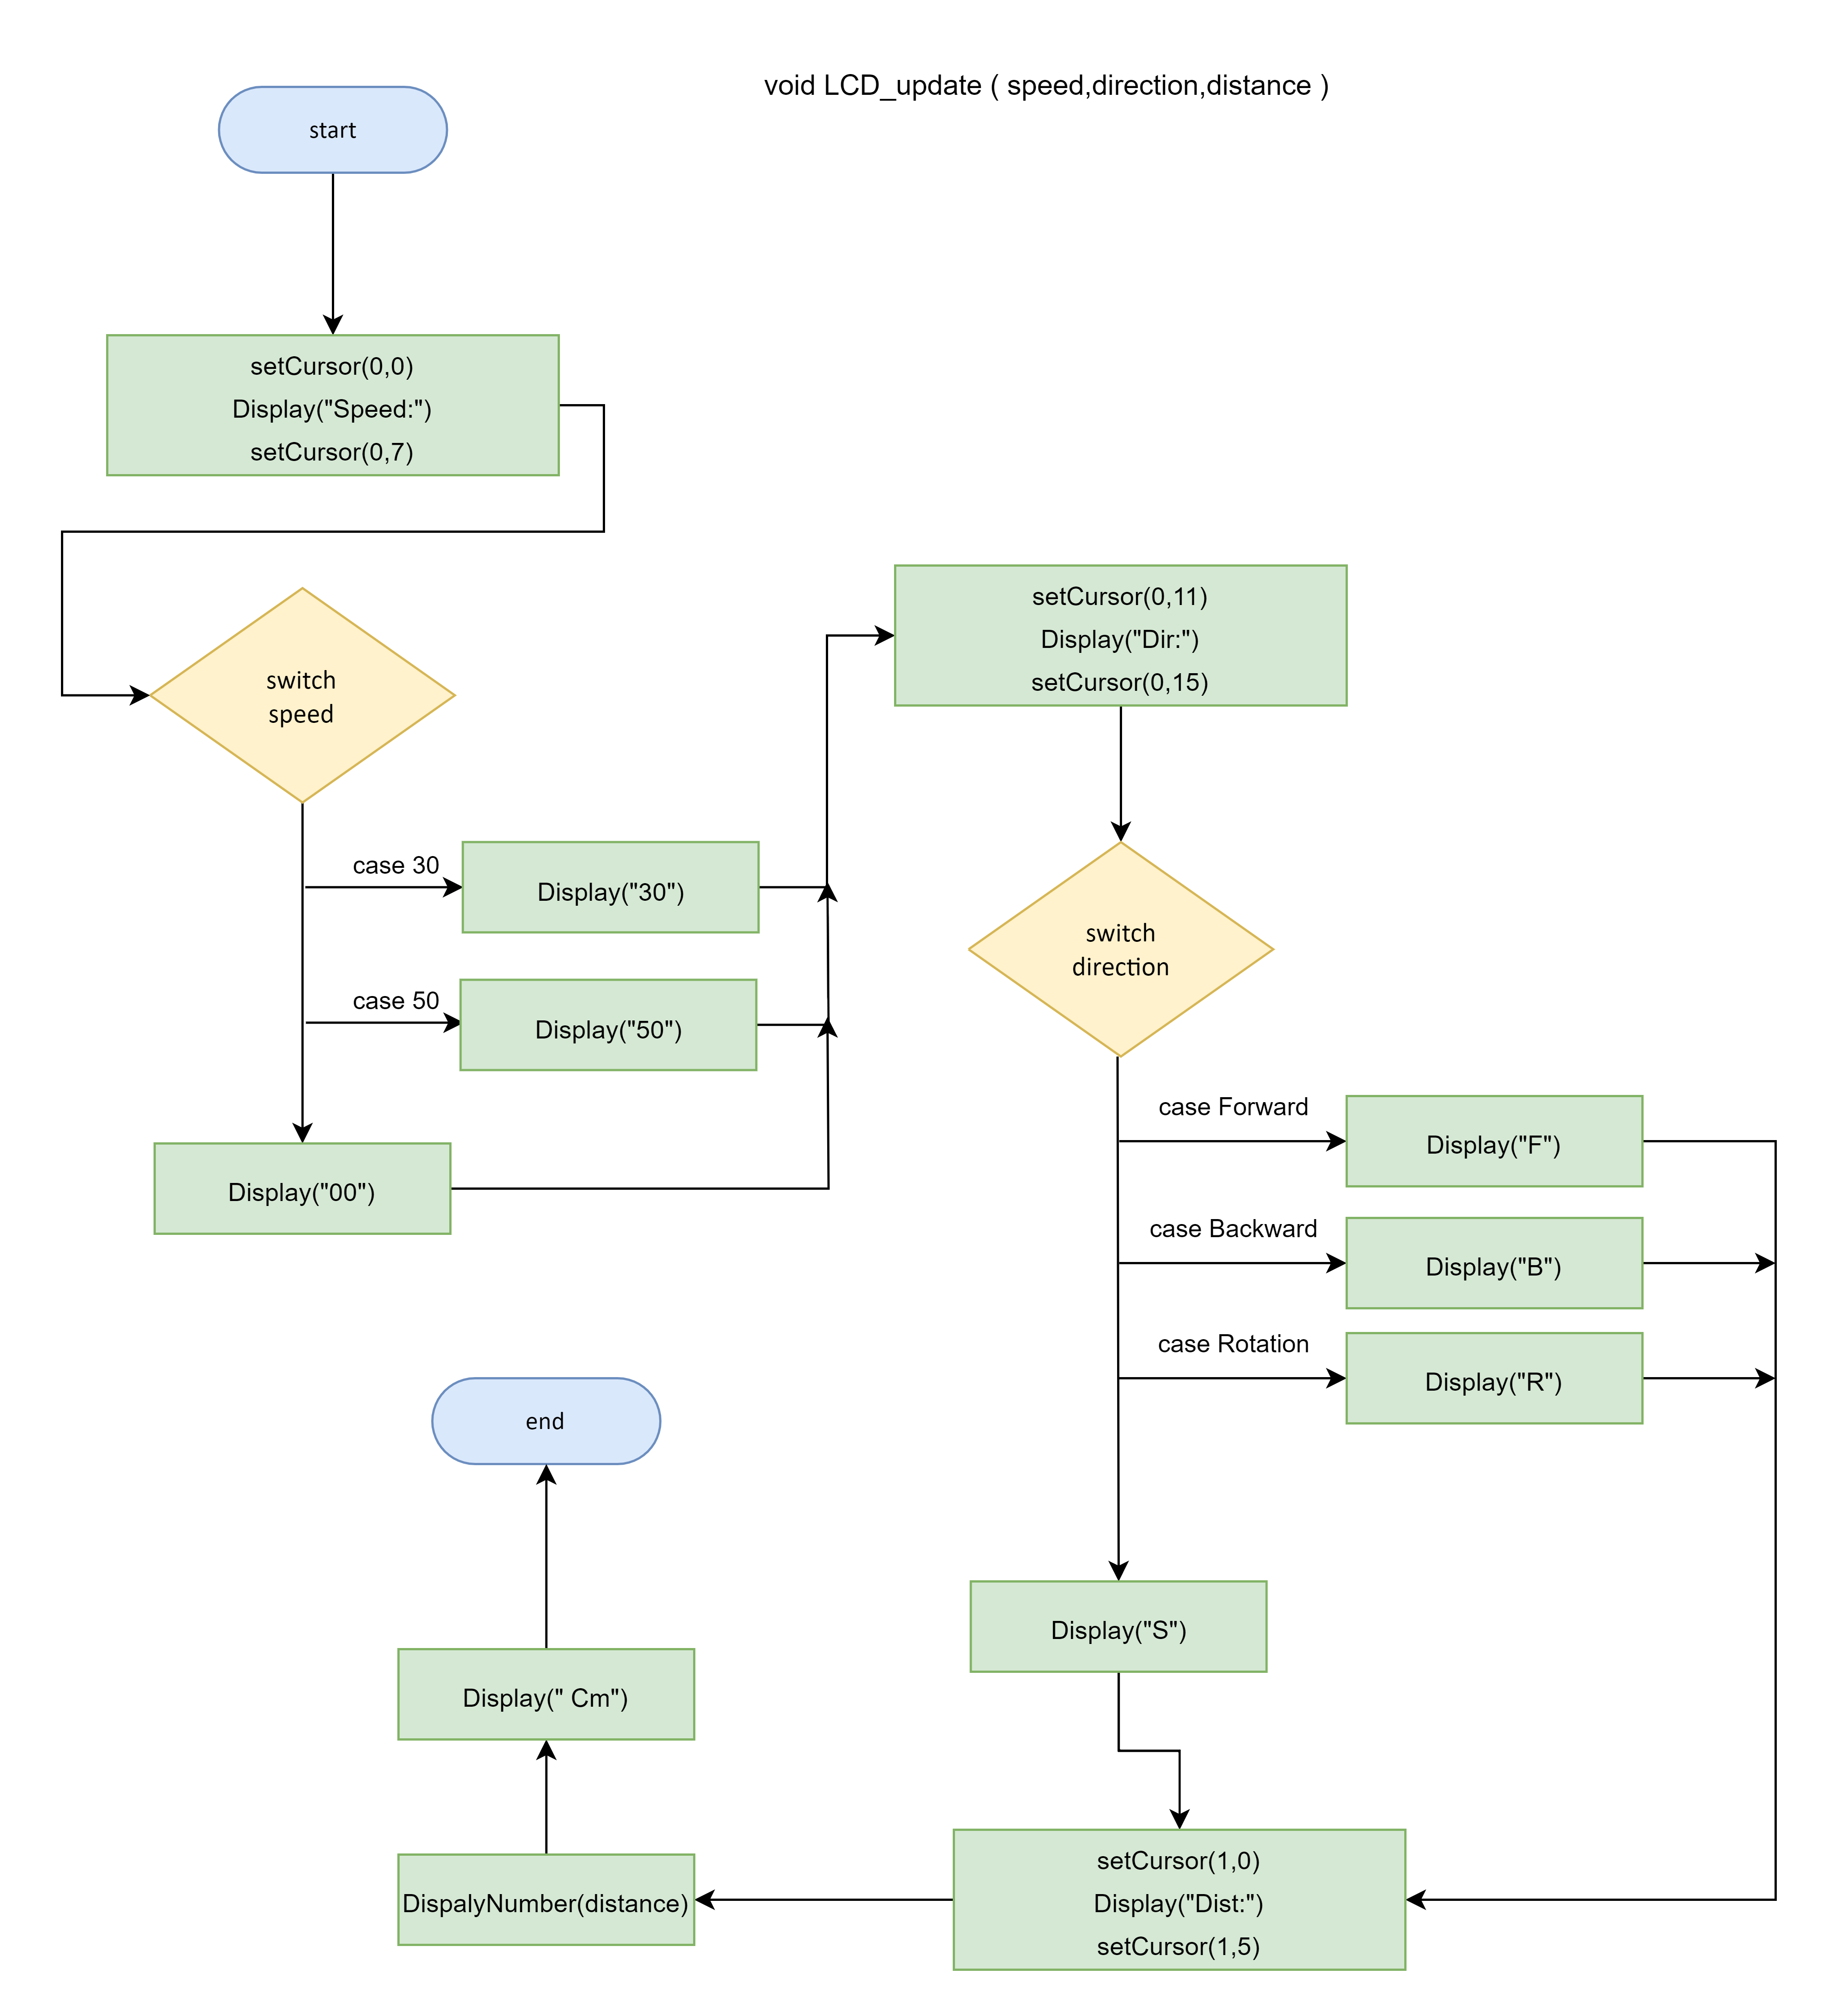 void LCD_update ( speed,direction,distance )
start
setCursor(0,0)
Display("Speed:")
setCursor(0,7)
switch
speed
case 30
Display("30")
case 50
Display("50")
Display("00")
setCursor(0,11)
Display("Dir:")
setCursor(0,15)
switch
direction
case Forward
Display("F")
case Backward
Display("B")
case Rotation
Display("R")
Display("S")
setCursor(1,0)
Display("Dist:")
setCursor(1,5)
DispalyNumber(distance)
Display(" Cm")
end